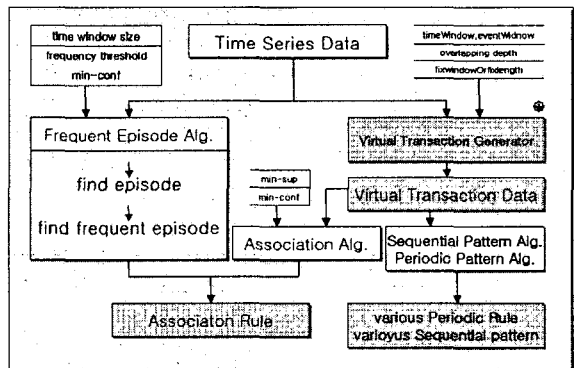 time window size
frequency threshold
min-conf
Time Series Data
timeWindow,eventWidnow
overlapping depth
fixwindowOrfixlength
Frequent Episode Alg.
find episode
find frequent episode
Virtual Transaction Generator
min-sup
min-conf
Virtual Transaction Data
Association Alg.
Sequential Pattern Alg.
Periodic Pattern Alg.
Associaton Rule
various Periodic Rule
varloyus Sequential pattern